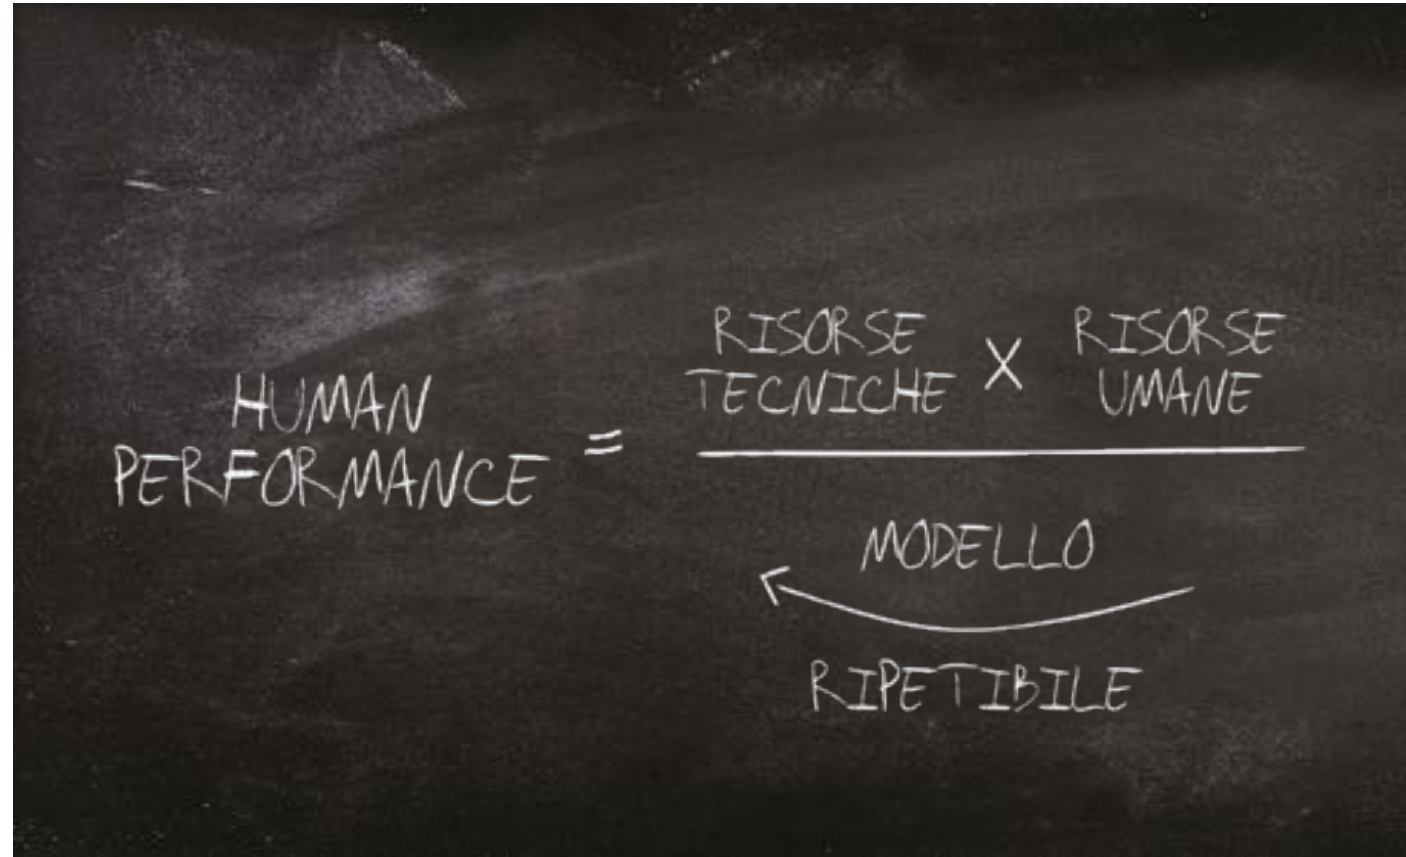 HUMAN
PERFORMANCE
=
RISORSE
TECNICHE
X
RISORSE
UMANE
MODELLO
RIPETIBILE